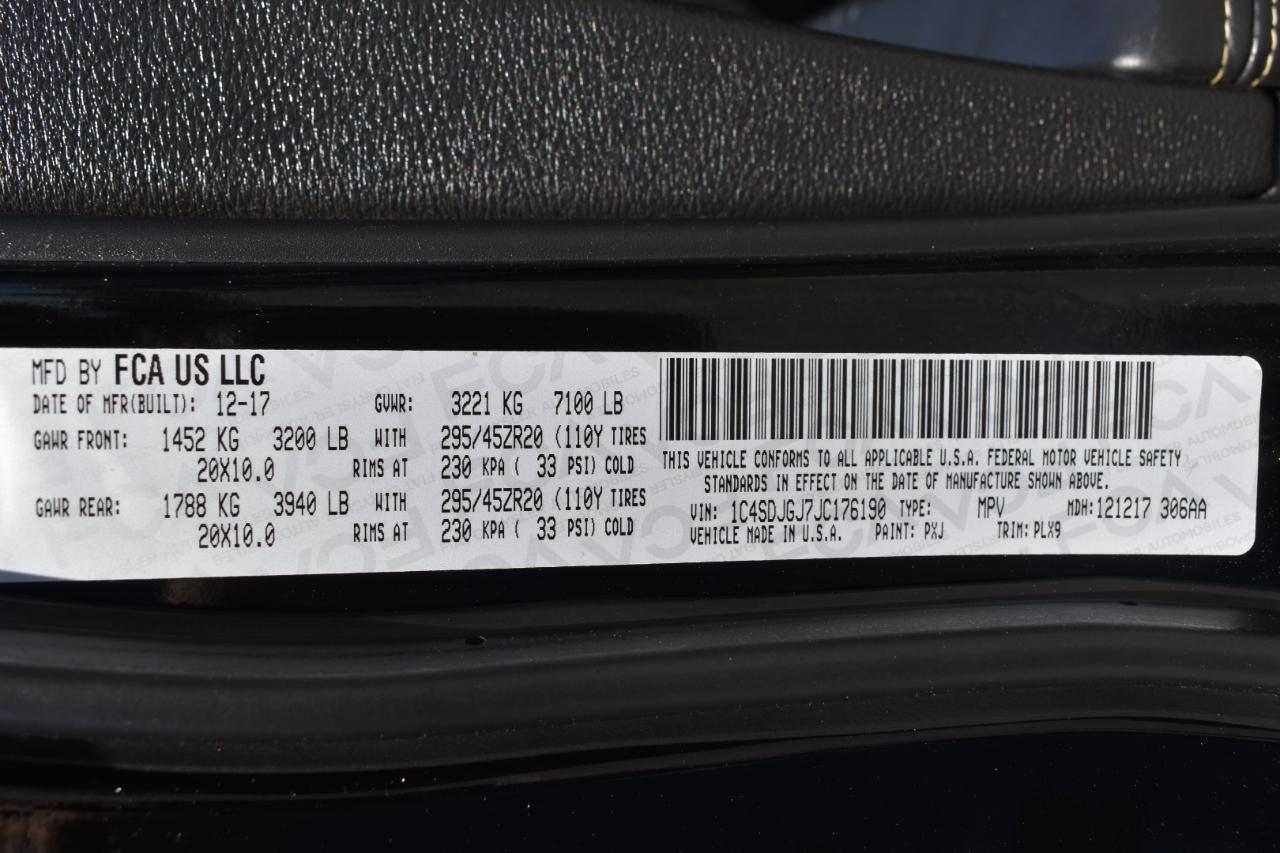 MFD BY FCA US LLC
DATE OF MFR(BUILT): 12-17 GVWR: 3221 KG 7100 LB
GAWR FRONT: 1452 KG 3200 LB WITH 295/45ZR20 (110Y TIRES
20X10.0 RIMS AT 230 KPA ( 33 PSI) COLD
GAWR REAR: 1788 KG 3940 LB WITH 295/45ZR20 (110Y TIRES
20X10.0 RIMS AT 230 KPA ( 33 PSI) COLD
THIS VEHICLE CONFORMS TO ALL APPLICABLE U.S.A. FEDERAL MOTOR VEHICLE SAFETY
STANDARDS IN EFFECT ON THE DATE OF MANUFACTURE SHOWN ABOVE.
VIN: 1C4SDJGJ7JC176190 TYPE: MPV MDH: 121217 306AA
VEHICLE MADE IN U.S.A. PAINT: PXJ TRIM: PLX9